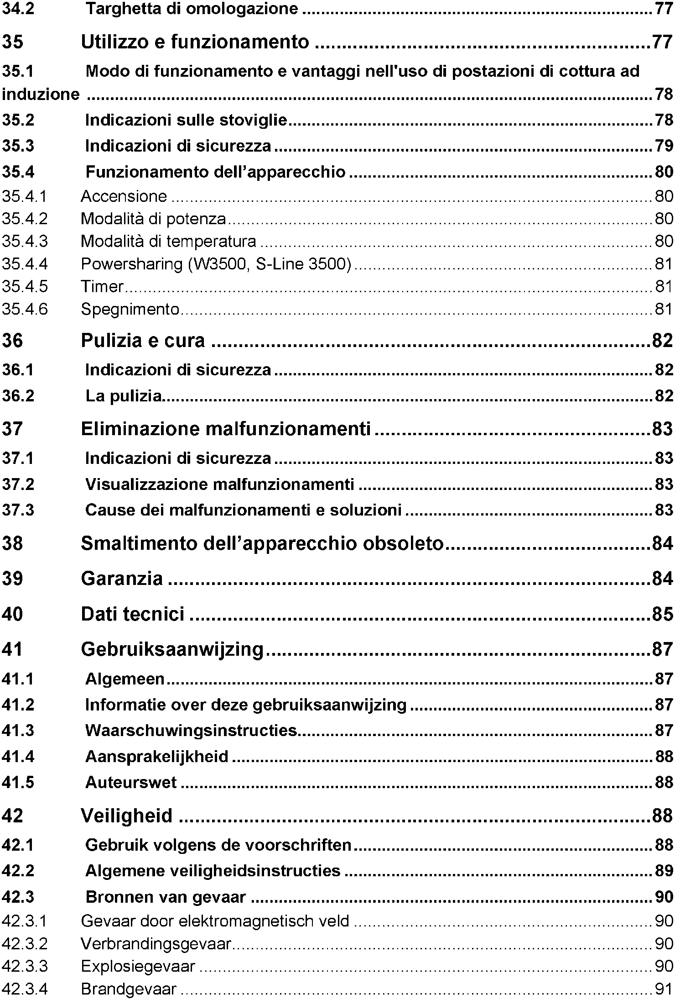 34.2 Targhetta di omologazione ........................................ 77
35 Utilizzo e funzionamento ........................................ 77
35.1 Modo di funzionamento e vantaggi nell'uso di postazioni di cottura ad
induzione ........................................ 78
35.2 Indicazioni sulle stoviglie ........................................ 78
35.3 Indicazioni di sicurezza ........................................ 79
35.4 Funzionamento dell’apparecchio ........................................ 80
35.4.1 Accensione ........................................ 80
35.4.2 Modalità di potenza ........................................ 80
35.4.3 Modalità di temperatura ........................................ 80
35.4.4 Powersharing (W3500, S-Line 3500) ........................................ 81
35.4.5 Timer ........................................ 81
35.4.6 Spegnimento ........................................ 81
36 Pulizia e cura ........................................ 82
36.1 Indicazioni di sicurezza ........................................ 82
36.2 La pulizia ........................................ 82
37 Eliminazione malfunzionamenti ........................................ 83
37.1 Indicazioni di sicurezza ........................................ 83
37.2 Visualizzazione malfunzionamenti ........................................ 83
37.3 Cause dei malfunzionamenti e soluzioni ........................................ 83
38 Smaltimento dell’apparecchio obsoleto ........................................ 84
39 Garanzia ........................................ 84
40 Dati tecnici ........................................ 85
41 Gebruiksaanwijzing ........................................ 87
41.1 Algemeen ........................................ 87
41.2 Informatie over deze gebruiksaanwijzing ........................................ 87
41.3 Waarschuwingsinstructies ........................................ 87
41.4 Aansprakelijkheid ........................................ 88
41.5 Auteurswet ........................................ 88
42 Veiligheid ........................................ 88
42.1 Gebruik volgens de voorschriften ........................................ 88
42.2 Algemene veiligheidsinstructies ........................................ 89
42.3 Bronnen van gevaar ........................................ 90
42.3.1 Gevaar door elektromagnetisch veld ........................................ 90
42.3.2 Verbrandingsgevaar ........................................ 90
42.3.3 Explosiegevaar ........................................ 90
42.3.4 Brandgevaar ........................................ 91